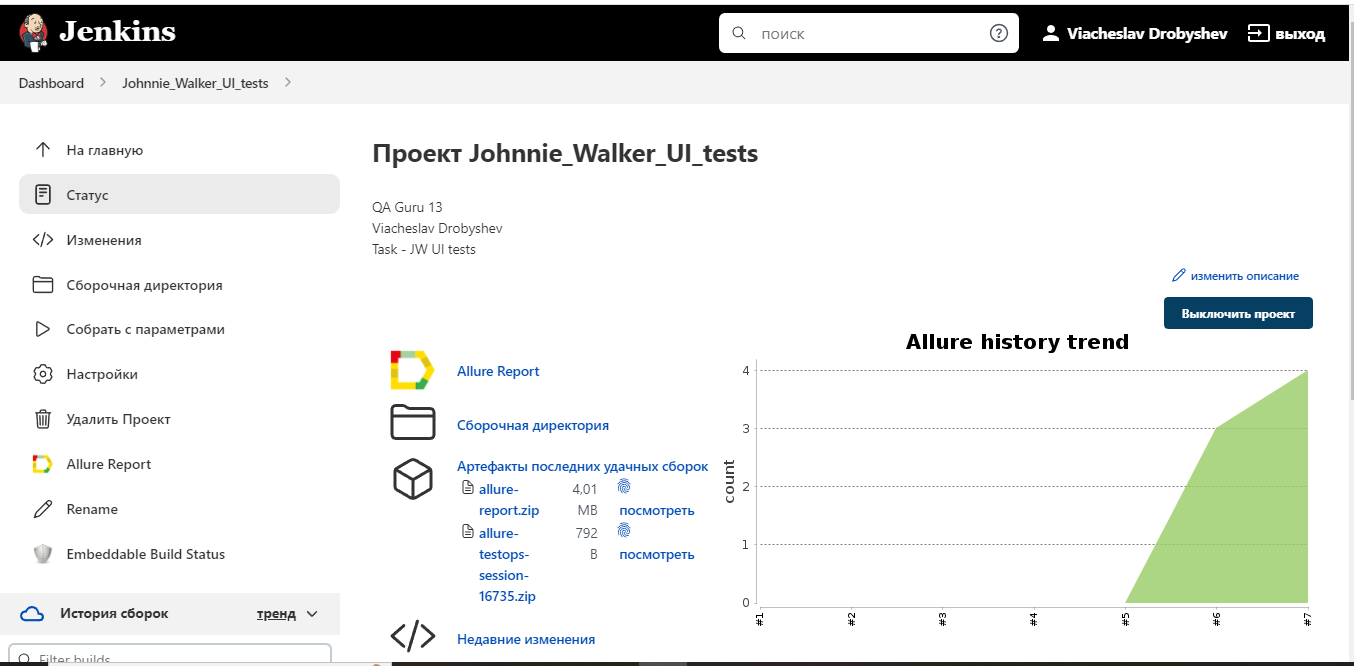 Jenkins
поиск
Viacheslav Drobyshev
выход
Dashboard
Johnnie_Walker_UI_tests
На главную
Статус
Изменения
Сборочная директория
Собрать с параметрами
Настройки
Удалить Проект
Allure Report
Rename
Embeddable Build Status
История сборок
тренд
Filter builds
Проект Johnnie_Walker_UI_tests
QA Guru 13
Viacheslav Drobyshev
Task - JW UI tests
изменить описание
Выключить проект
Allure Report
Сборочная директория
Артефакты последних удачных сборок
allure-
report.zip
4,01
MB
посмотреть
allure-
testops-
session-
16735.zip
792
B
посмотреть
Недавние изменения
Allure history trend
count
4
3
2
1
0
#1
#2
#3
#4
#5
#6
#7